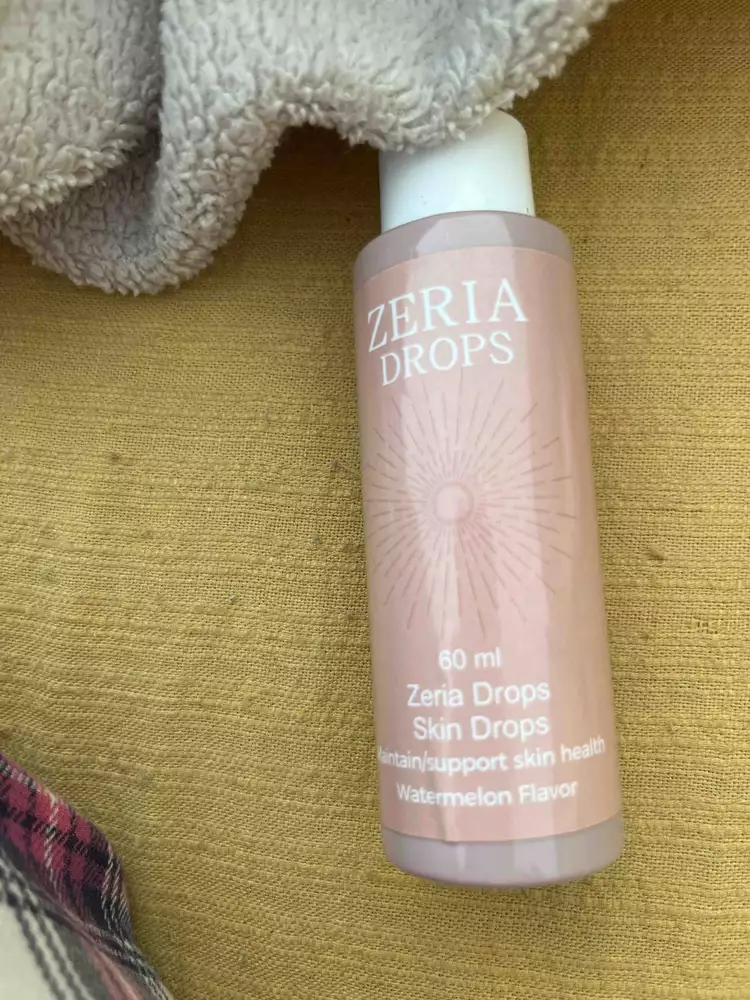 ZERIA
DROPS
60 ml
Zeria Drops
Skin Drops
aintain/support skin health
Watermelon Flavor